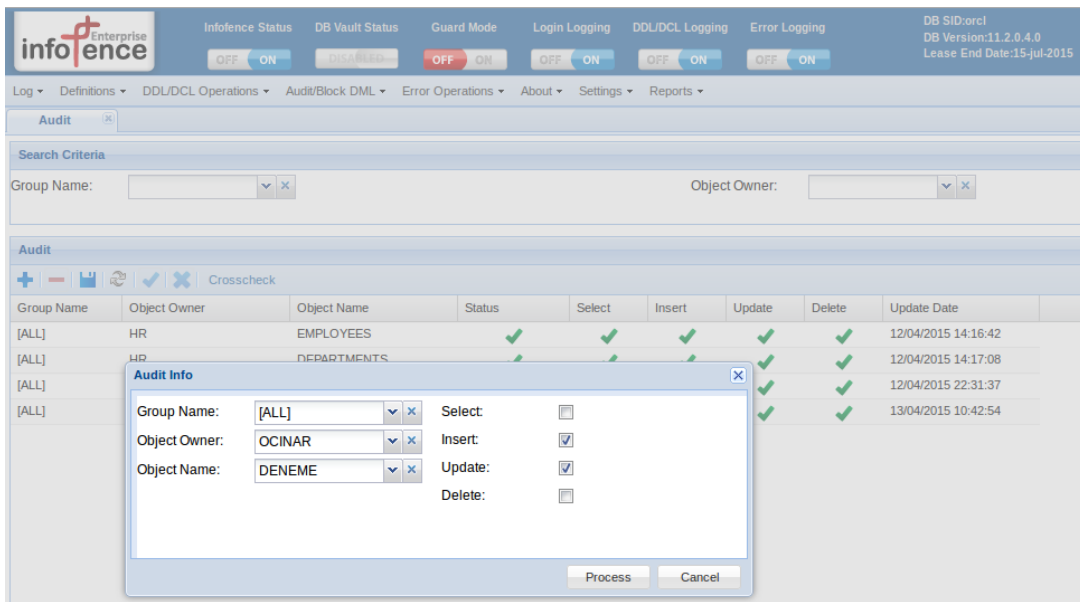 infofence Enterprise
Infofence Status DB Vault Status Guard Mode Login Logging DDL/DCL Logging Error Logging
OFF ON DISABLED OFF ON OFF ON OFF ON OFF ON
DB SID:orcl
DB Version:11.2.0.4.0
Lease End Date:15-jul-2015
Log Definitions DDL/DCL Operations Audit/Block DML Error Operations About Settings Reports
Audit
Search Criteria
Group Name: Object Owner:
Audit
Crosscheck
Group Name Object Owner Object Name Status Select Insert Update Delete Update Date
[ALL] HR EMPLOYEES 12/04/2015 14:16:42
[ALL] HR DEPARTMENTS 12/04/2015 14:17:08
[ALL] 12/04/2015 22:31:37
[ALL] 13/04/2015 10:42:54
Audit Info
Group Name: [ALL] Select:
Object Owner: OCINAR Insert:
Object Name: DENEME Update:
Delete:
Process Cancel